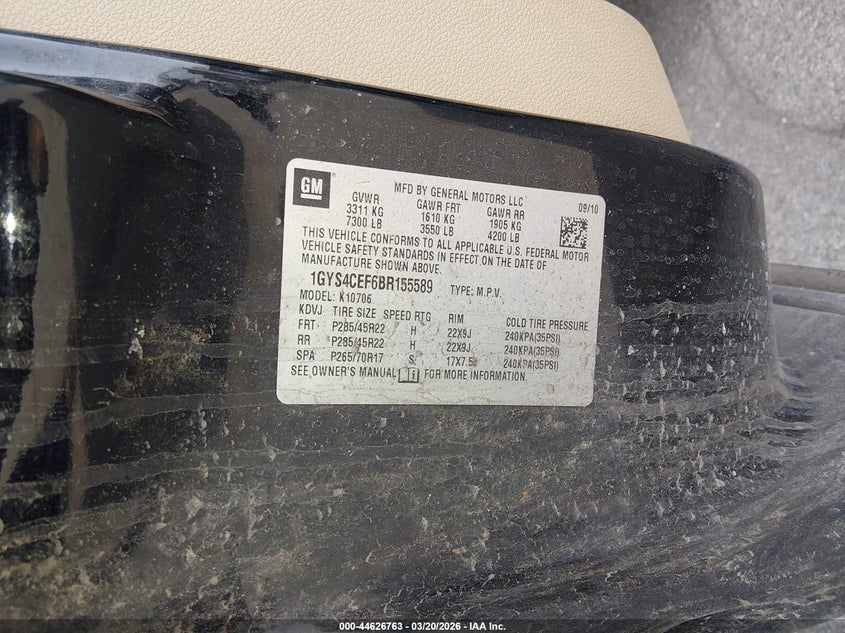 GM
MFD BY GENERAL MOTORS LLC
09/10
GVWR GAWR FRT GAWR RR
3311 KG 1610 KG 1905 KG
7300 LB 3550 LB 4200 LB
THIS VEHICLE CONFORMS TO ALL APPLICABLE U.S. FEDERAL MOTOR
VEHICLE SAFETY STANDARDS IN EFFECT ON THE DATE OF
MANUFACTURE SHOWN ABOVE.
1GYS4CEF6BR155589 TYPE: M.P.V.
MODEL: K10706
KDVJ TIRE SIZE SPEED RTG RIM COLD TIRE PRESSURE
FRT P285/45R22 H 22X9J 240KPA(35PSI)
RR P285/45R22 H 22X9J 240KPA(35PSI)
SPA P265/70R17 S 17X7.5 240KPA(35PSI)
SEE OWNER'S MANUAL FOR MORE INFORMATION.
000-44626763 — 03/20/2026 — IAA Inc.